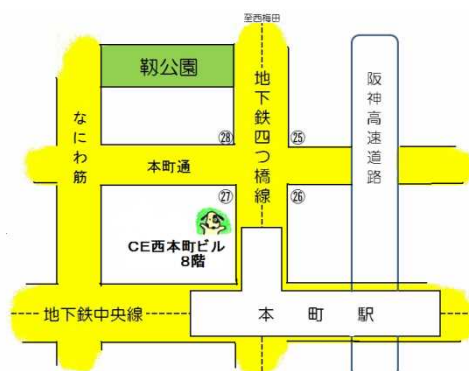 至西梅田
靱公園
地下鉄四つ橋線
阪神高速道路
なにわ筋
㉘
㉕
本町通
㉗
㉖
CE西本町ビル
8階
地下鉄中央線
本町駅